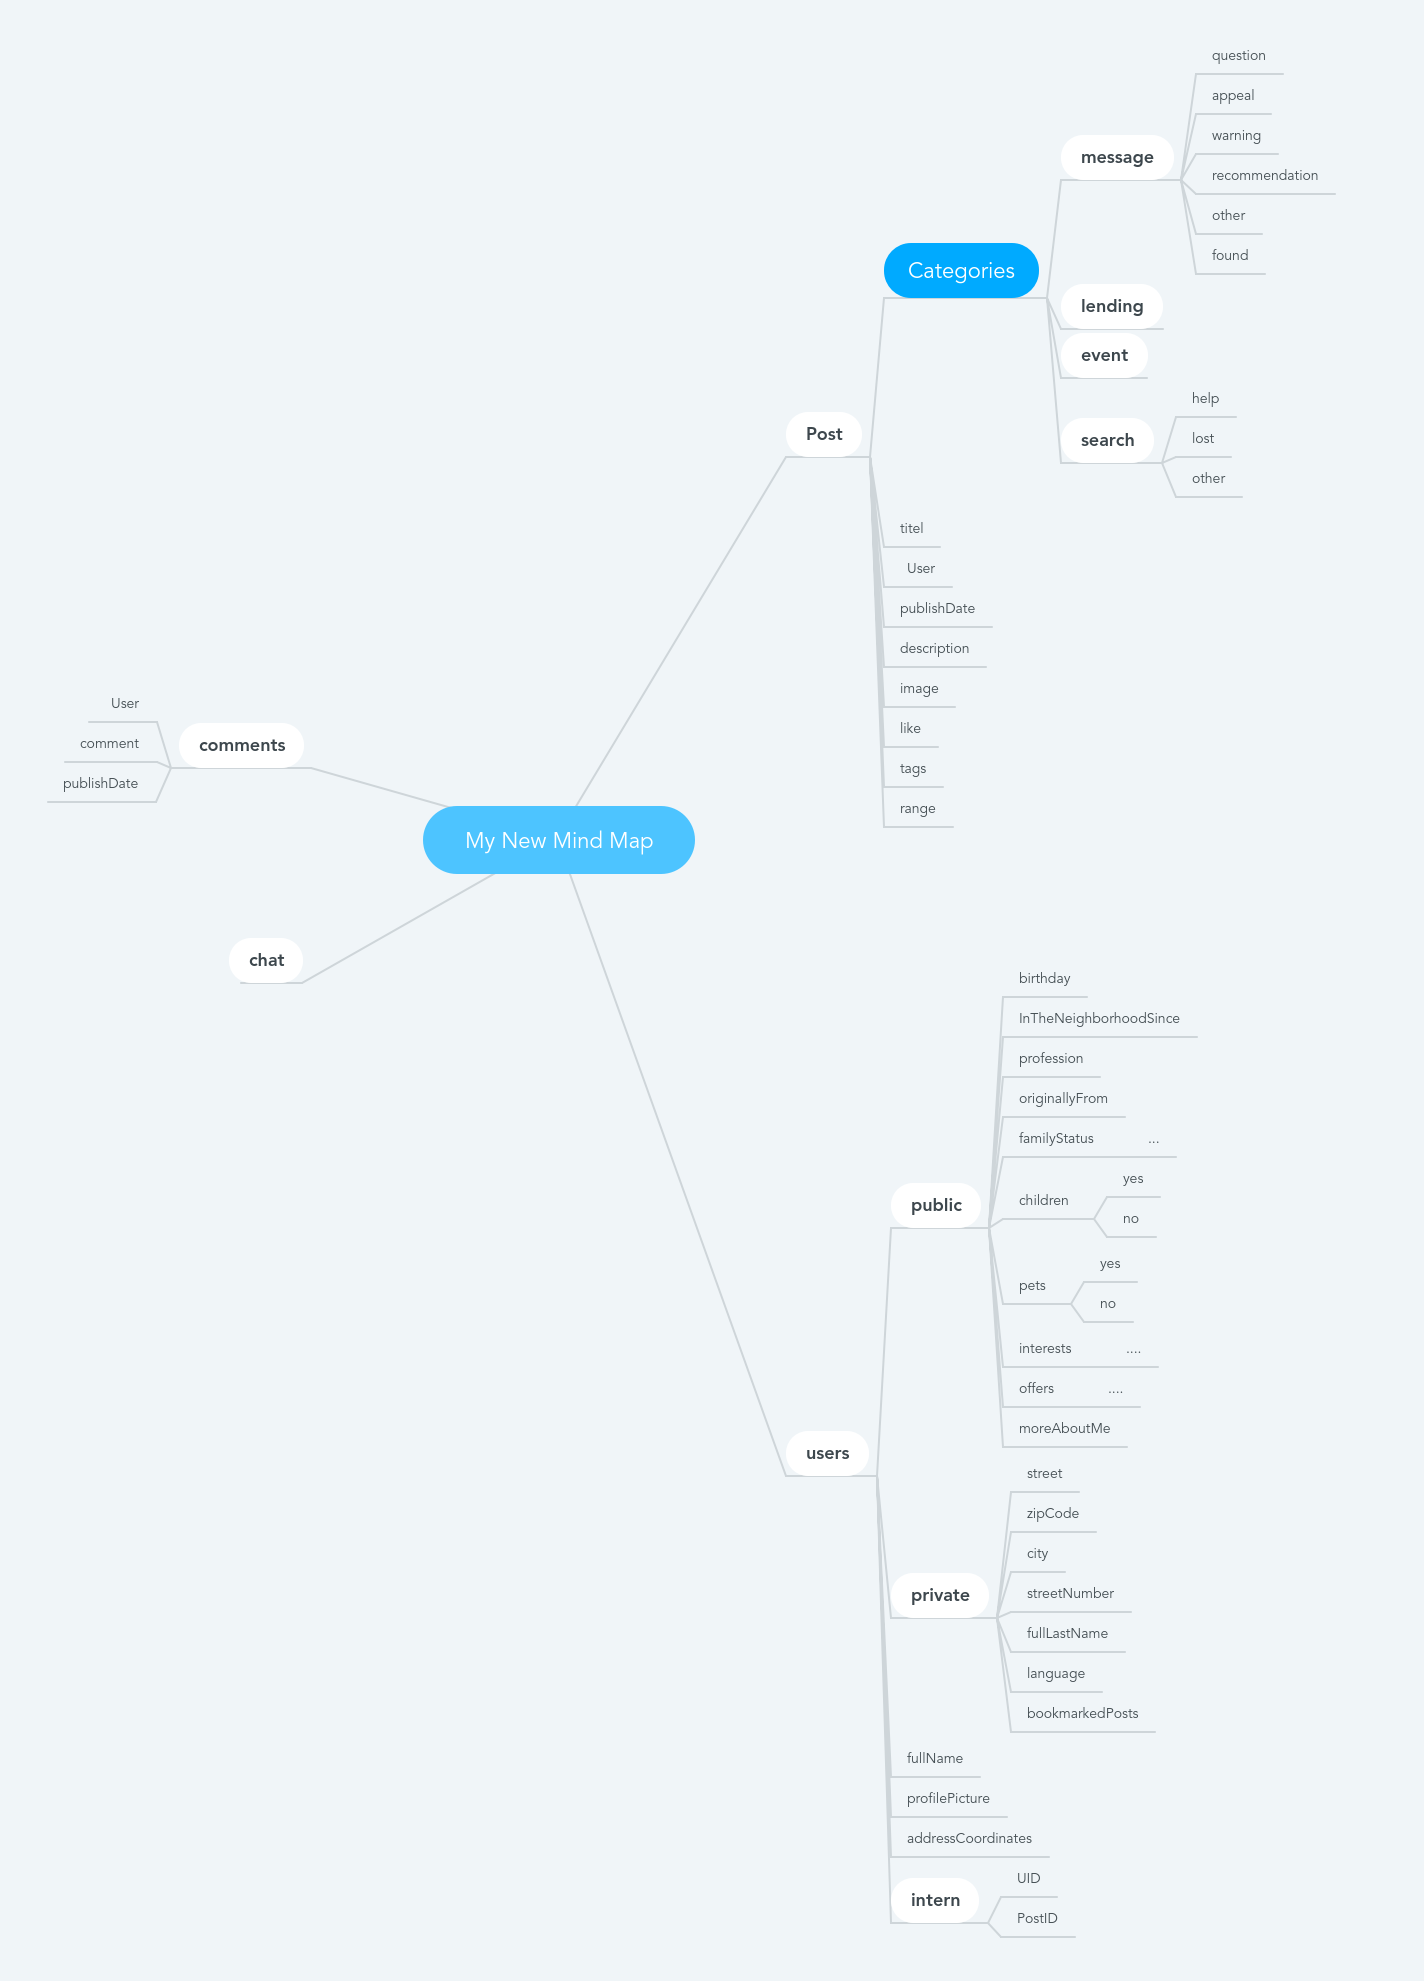 question
appeal
warning
message
recommendation
other
found
Categories
lending
event
help
search
lost
other
Post
titel
User
publishDate
description
image
like
tags
range
User
comment
publishDate
comments
My New Mind Map
chat
birthday
InTheNeighborhoodSince
profession
originallyFrom
familyStatus ...
children
yes
no
public
pets
yes
no
interests ....
offers ....
moreAboutMe
users
street
zipCode
city
streetNumber
private
fullLastName
language
bookmarkedPosts
fullName
profilePicture
addressCoordinates
intern
UID
PostID